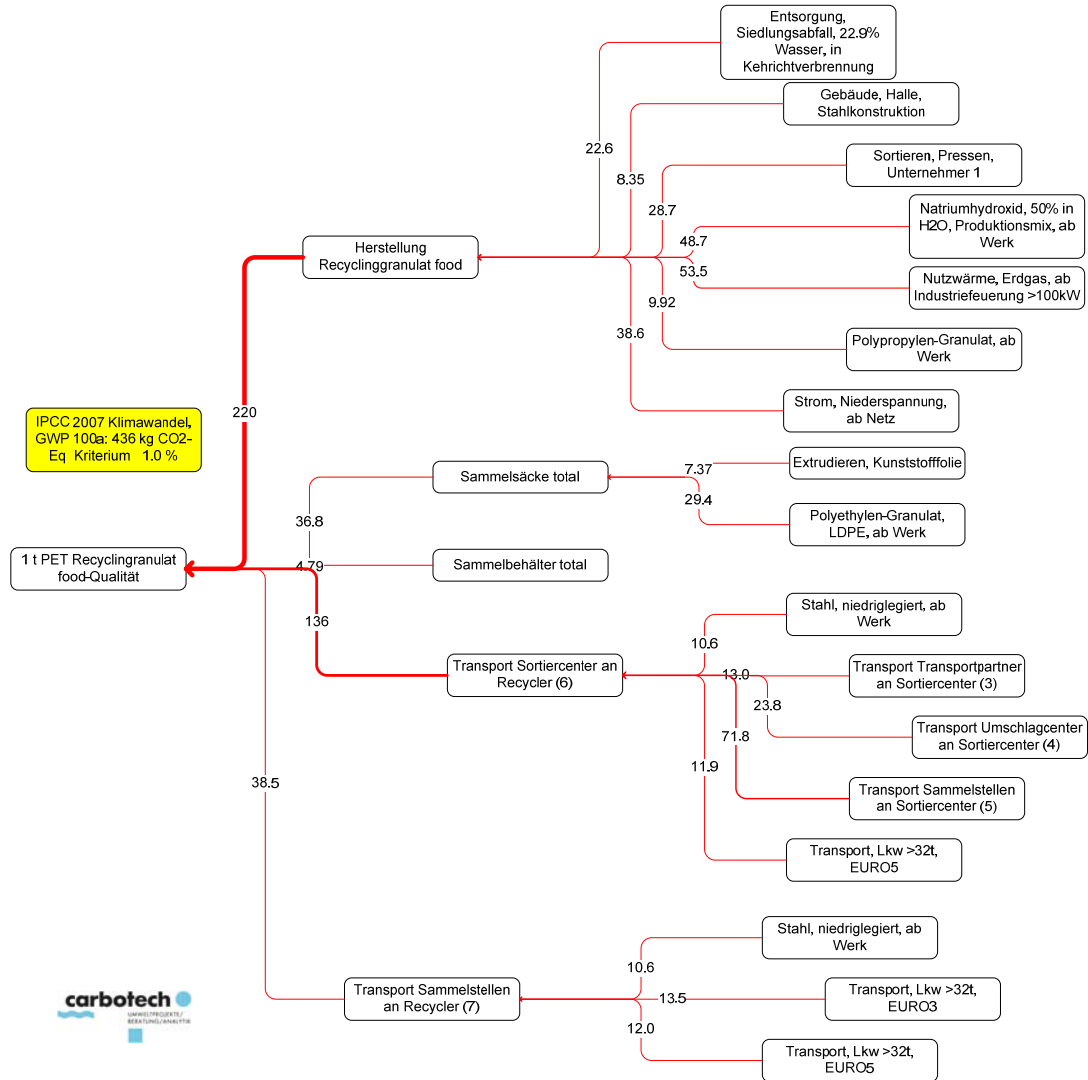 Entsorgung,
Siedlungsabfall, 22.9%
Wasser, in
Kehrichtverbrennung
Gebäude, Halle,
Stahlkonstruktion
22.6
8.35
Sortieren, Pressen,
Unternehmer 1
28.7
Natriumhydroxid, 50% in
H2O, Produktionsmix, ab
Werk
48.7
Herstellung
Recyclinggranulat food
53.5
Nutzwärme, Erdgas, ab
Industriefeuerung >100kW
9.92
38.6
Polypropylen-Granulat, ab
Werk
Strom, Niederspannung,
ab Netz
220
IPCC 2007 Klimawandel,
GWP 100a: 436 kg CO2-
Eq Kriterium 1.0 %
Sammelsäcke total
7.37
Extrudieren, Kunststofffolie
29.4
Polyethylen-Granulat,
LDPE, ab Werk
36.8
1 t PET Recyclingranulat
food-Qualität
4.79
Sammelbehälter total
136
Stahl, niedriglegiert, ab
Werk
10.6
Transport Sortiercenter an
Recycler (6)
13.0
Transport Transportpartner
an Sortiercenter (3)
23.8
Transport Umschlagcenter
an Sortiercenter (4)
71.8
11.9
Transport Sammelstellen
an Sortiercenter (5)
Transport, Lkw >32t,
EURO5
38.5
Stahl, niedriglegiert, ab
Werk
10.6
Transport Sammelstellen
an Recycler (7)
13.5
Transport, Lkw >32t,
EURO3
12.0
Transport, Lkw >32t,
EURO5
carbotech
UMWELTPROJEKTE/
BERATUNG/ANALYTIK